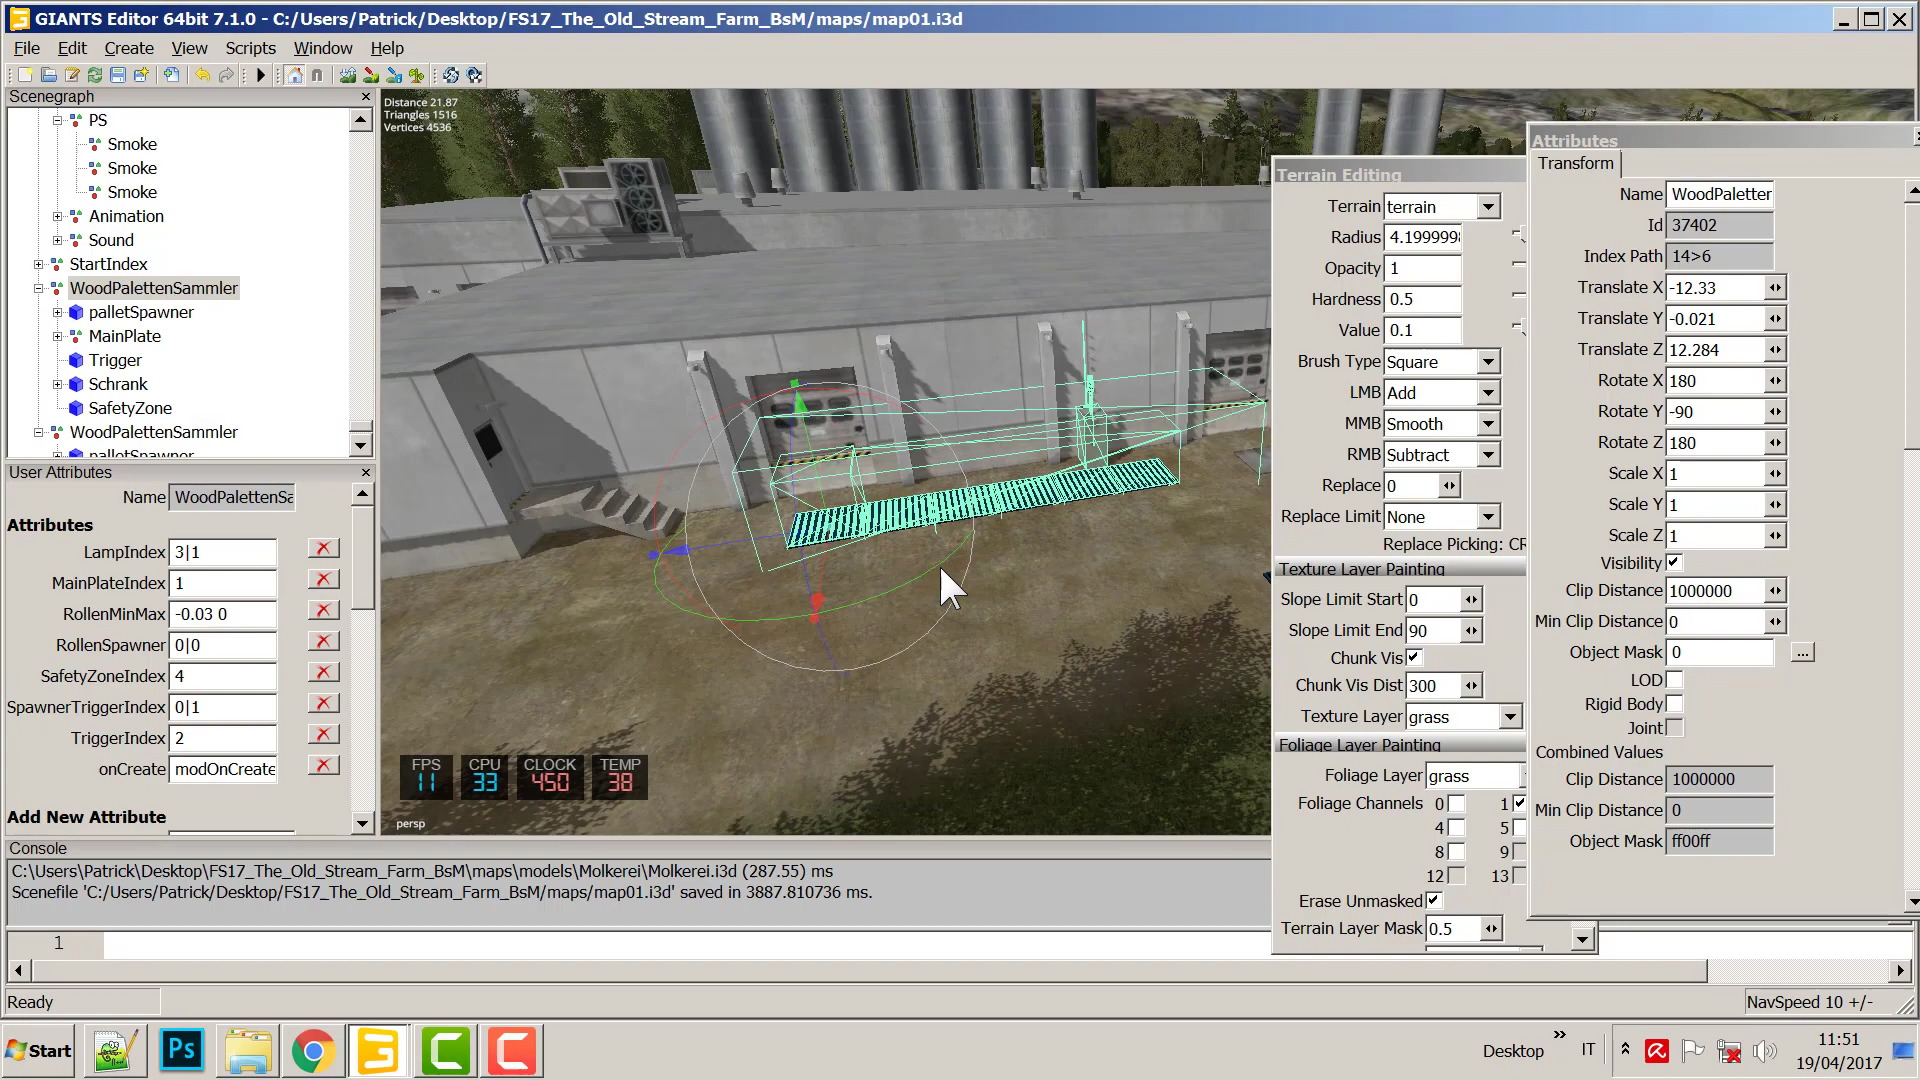 GIANTS Editor 64bit 7.1.0 - C:/Users/Patrick/Desktop/FS17_The_Old_Stream_Farm_BsM/maps/map01.i3d
File Edit Create View Scripts Window Help
Scenegraph
PS
Smoke
Smoke
Smoke
Animation
Sound
StartIndex
WoodPalettenSammler
palletSpawner
MainPlate
Trigger
Schrank
SafetyZone
WoodPalettenSammler
palletSpawner
User Attributes
Name WoodPalettenSa
Attributes
LampIndex 3|1
MainPlateIndex 1
RollenMinMax -0.03 0
RollenSpawner 0|0
SafetyZoneIndex 4
SpawnerTriggerIndex 0|1
TriggerIndex 2
onCreate modOnCreate
Add New Attribute
Distance 21.87
Triangles 1516
Vertices 4536
FPS CPU CLOCK TEMP
11 33 450 38
persp
Terrain Editing
Terrain terrain
Radius 4.1999998
Opacity 1
Hardness 0.5
Value 0.1
Brush Type Square
LMB Add
MMB Smooth
RMB Subtract
Replace 0
Replace Limit None
Replace Picking: CR
Texture Layer Painting
Slope Limit Start 0
Slope Limit End 90
Chunk Vis
Chunk Vis Dist 300
Texture Layer grass
Foliage Layer Painting
Foliage Layer grass
Foliage Channels 0 1
4 5
8 9
12 13
Erase Unmasked
Terrain Layer Mask 0.5
Attributes
Transform
Name WoodPaletter
Id 37402
Index Path 14>6
Translate X -12.33
Translate Y -0.021
Translate Z 12.284
Rotate X 180
Rotate Y -90
Rotate Z 180
Scale X 1
Scale Y 1
Scale Z 1
Visibility
Clip Distance 1000000
Min Clip Distance 0
Object Mask 0 ...
LOD
Rigid Body
Joint
Combined Values
Clip Distance 1000000
Min Clip Distance 0
Object Mask ff00ff
Console
C:\Users\Patrick\Desktop\FS17_The_Old_Stream_Farm_BsM\maps\models\Molkerei\Molkerei.i3d (287.55) ms
Scenefile 'C:/Users/Patrick/Desktop/FS17_The_Old_Stream_Farm_BsM/maps/map01.i3d' saved in 3887.810736 ms.
1
Ready
NavSpeed 10 +/-
Start
Ps
Desktop
IT
11:51
19/04/2017